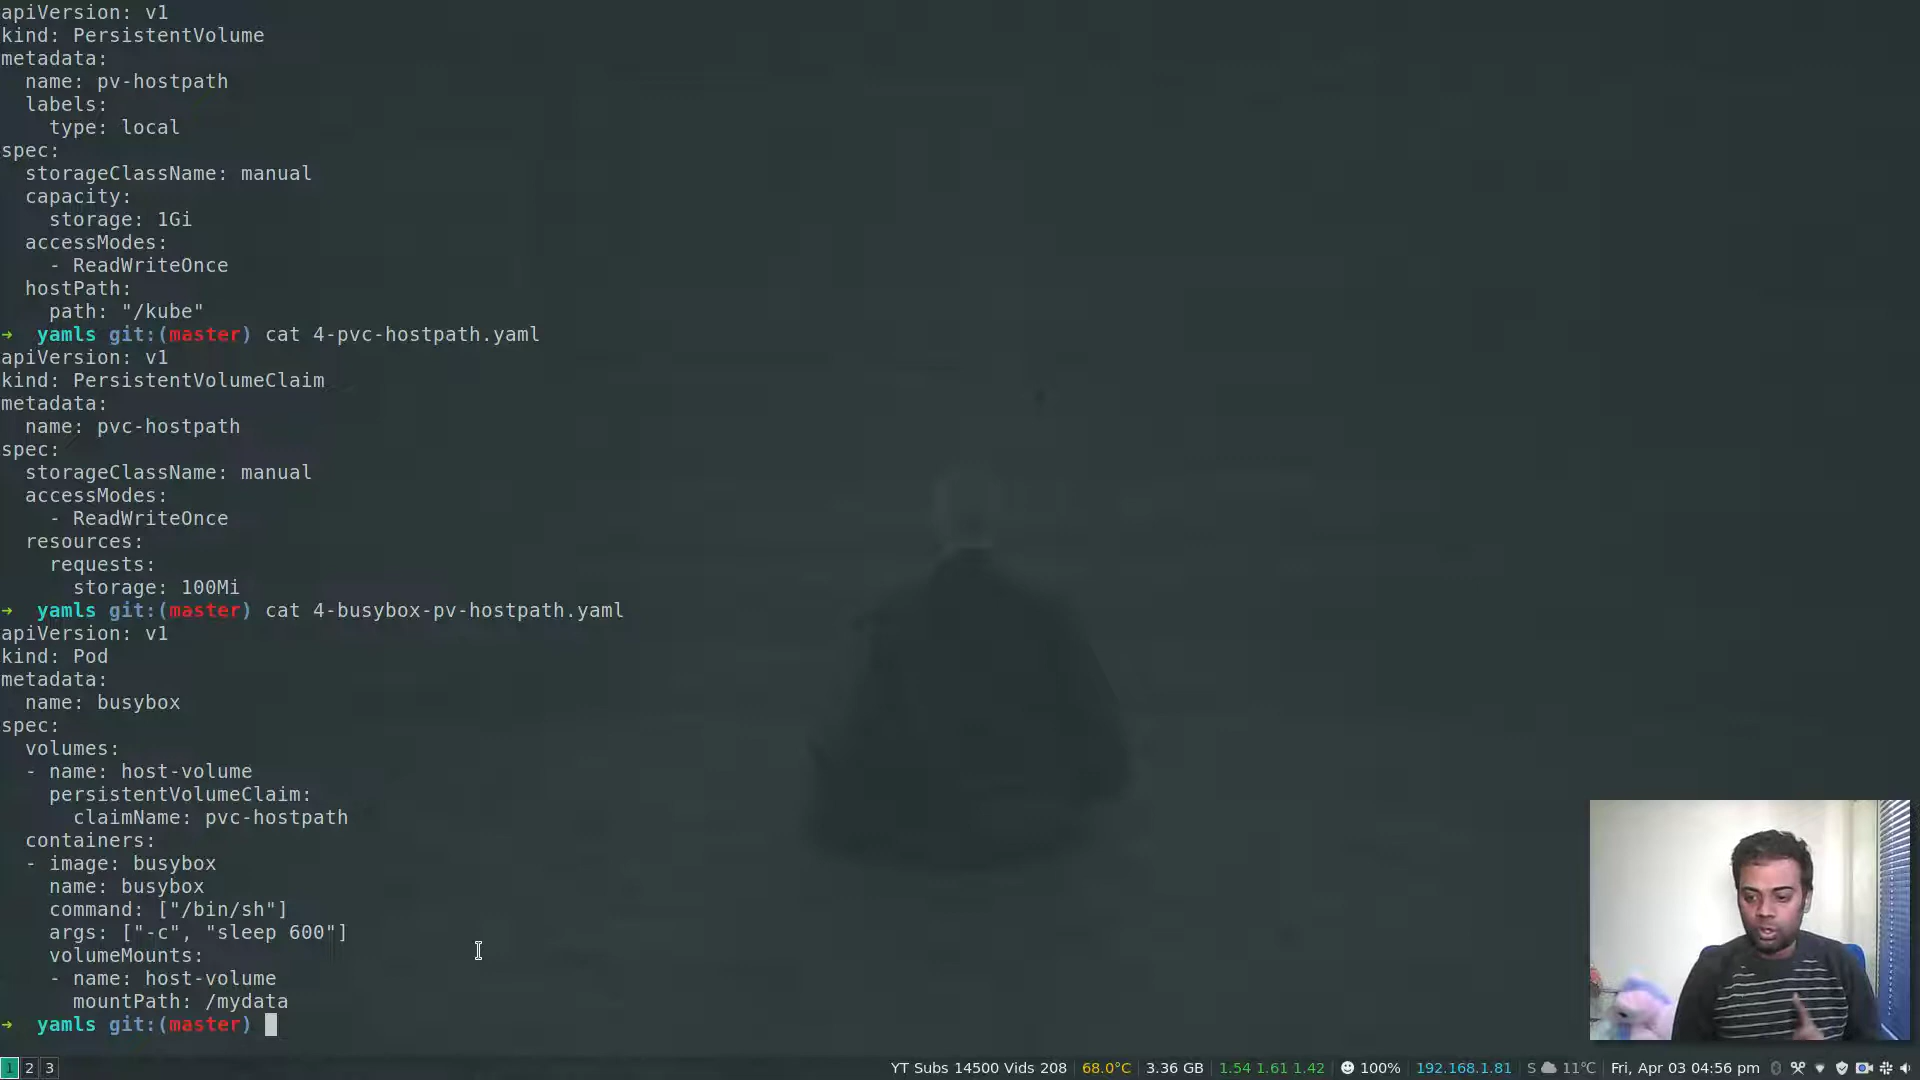 apiVersion: v1
kind: PersistentVolume
metadata:
  name: pv-hostpath
  labels:
    type: local
spec:
  storageClassName: manual
  capacity:
    storage: 1Gi
  accessModes:
    - ReadWriteOnce
  hostPath:
    path: "/kube"
→  yamls git:(master) cat 4-pvc-hostpath.yaml
apiVersion: v1
kind: PersistentVolumeClaim
metadata:
  name: pvc-hostpath
spec:
  storageClassName: manual
  accessModes:
    - ReadWriteOnce
  resources:
    requests:
      storage: 100Mi
→  yamls git:(master) cat 4-busybox-pv-hostpath.yaml
apiVersion: v1
kind: Pod
metadata:
  name: busybox
spec:
  volumes:
  - name: host-volume
    persistentVolumeClaim:
      claimName: pvc-hostpath
  containers:
  - image: busybox
    name: busybox
    command: ["/bin/sh"]
    args: ["-c", "sleep 600"]
    volumeMounts:
    - name: host-volume
      mountPath: /mydata
→  yamls git:(master)
1 2 3 YT Subs 14500 Vids 208 68.0°C 3.36 GB 1.54 1.61 1.42 100% 192.168.1.81 S 11°C Fri, Apr 03 04:56 pm